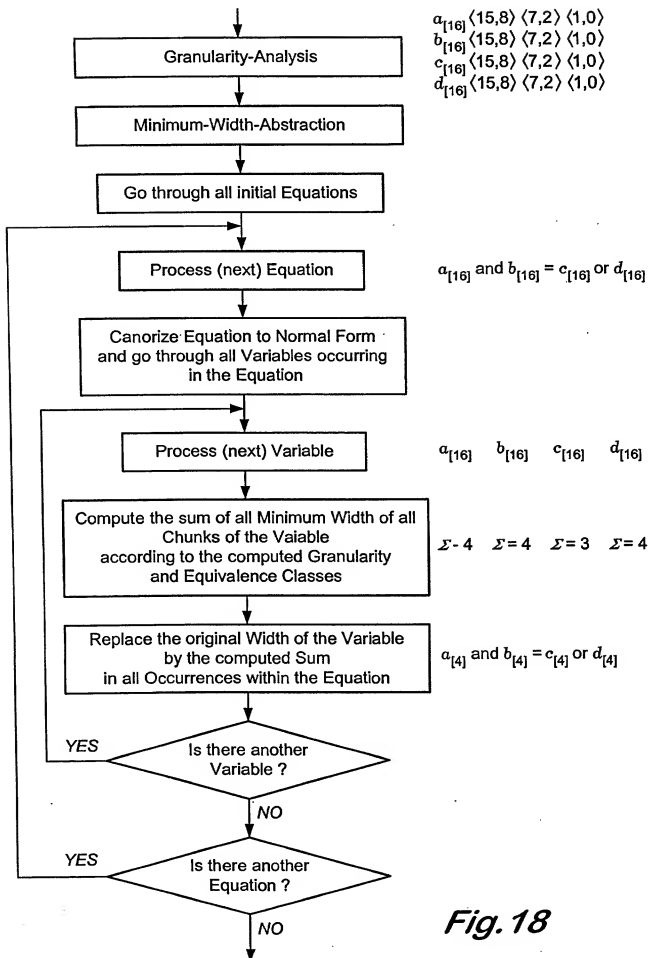 a[16]⟨15,8⟩ ⟨7,2⟩ ⟨1,0⟩
b[16]⟨15,8⟩ ⟨7,2⟩ ⟨1,0⟩
c[16]⟨15,8⟩ ⟨7,2⟩ ⟨1,0⟩
d[16]⟨15,8⟩ ⟨7,2⟩ ⟨1,0⟩
Granularity-Analysis
Minimum-Width-Abstraction
Go through all initial Equations
Process (next) Equation
a[16] and b[16] = c[16] or d[16]
Canorize Equation to Normal Form
and go through all Variables occurring
in the Equation
Process (next) Variable
a[16] b[16] c[16] d[16]
Compute the sum of all Minimum Width of all
Chunks of the Vaiable
according to the computed Granularity
and Equivalence Classes
Σ- 4 Σ= 4 Σ= 3 Σ= 4
Replace the original Width of the Variable
by the computed Sum
in all Occurrences within the Equation
a[4] and b[4] = c[4] or d[4]
YES
Is there another
Variable ?
NO
YES
Is there another
Equation ?
NO
Fig. 18